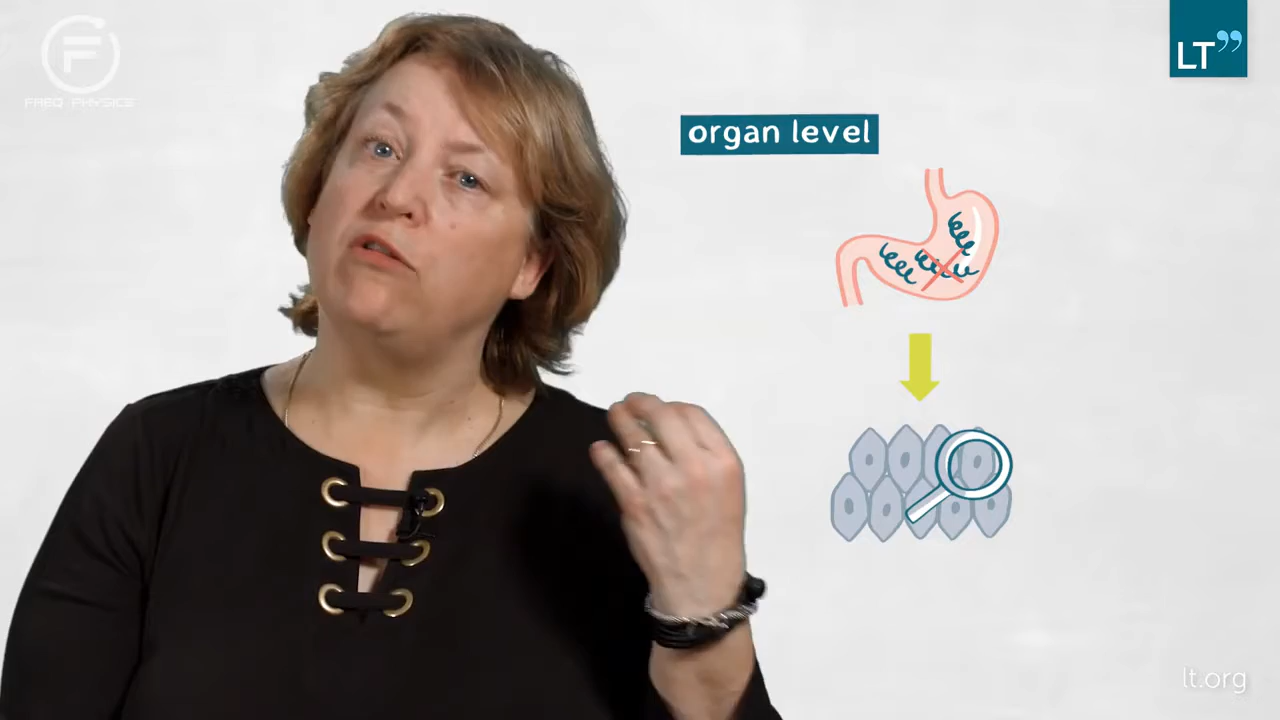 F
FREQ PHYSICS
LT”
organ level
lt.org